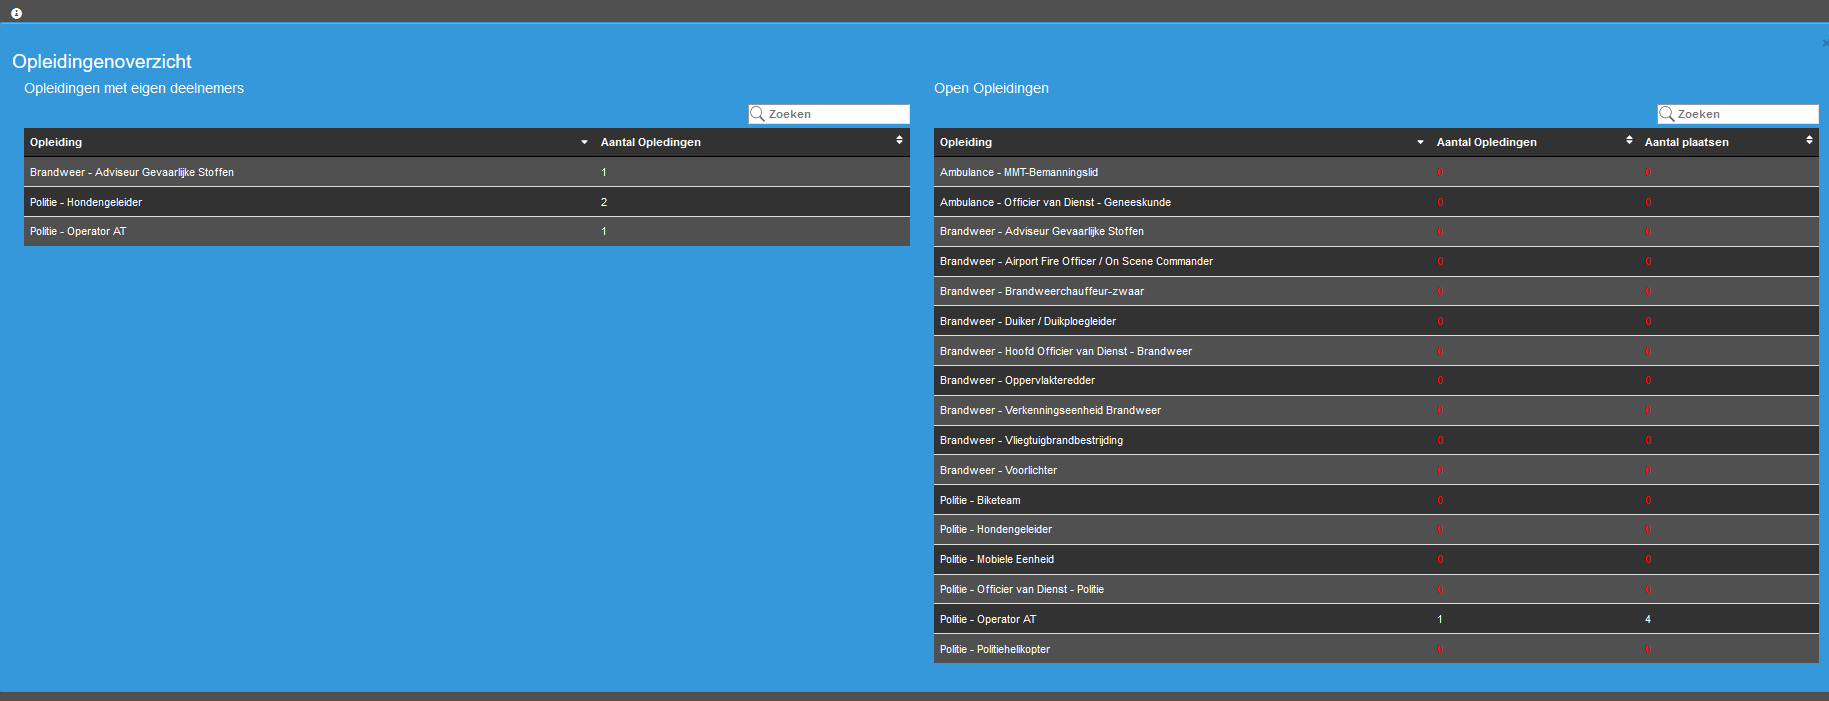 Opleidingenoverzicht
Opleidingen met eigen deelnemers
Zoeken
Opleiding Aantal Opledingen
Brandweer - Adviseur Gevaarlijke Stoffen 1
Politie - Hondengeleider 2
Politie - Operator AT 1
Open Opleidingen
Zoeken
Opleiding Aantal Opledingen Aantal plaatsen
Ambulance - MMT-Bemanningslid 0 0
Ambulance - Officier van Dienst - Geneeskunde 0 0
Brandweer - Adviseur Gevaarlijke Stoffen 0 0
Brandweer - Airport Fire Officer / On Scene Commander 0 0
Brandweer - Brandweerchauffeur-zwaar 0 0
Brandweer - Duiker / Duikploegleider 0 0
Brandweer - Hoofd Officier van Dienst - Brandweer 0 0
Brandweer - Oppervlakteredder 0 0
Brandweer - Verkenningseenheid Brandweer 0 0
Brandweer - Vliegtuigbrandbestrijding 0 0
Brandweer - Voorlichter 0 0
Politie - Biketeam 0 0
Politie - Hondengeleider 0 0
Politie - Mobiele Eenheid 0 0
Politie - Officier van Dienst - Politie 0 0
Politie - Operator AT 1 4
Politie - Politiehelikopter 0 0